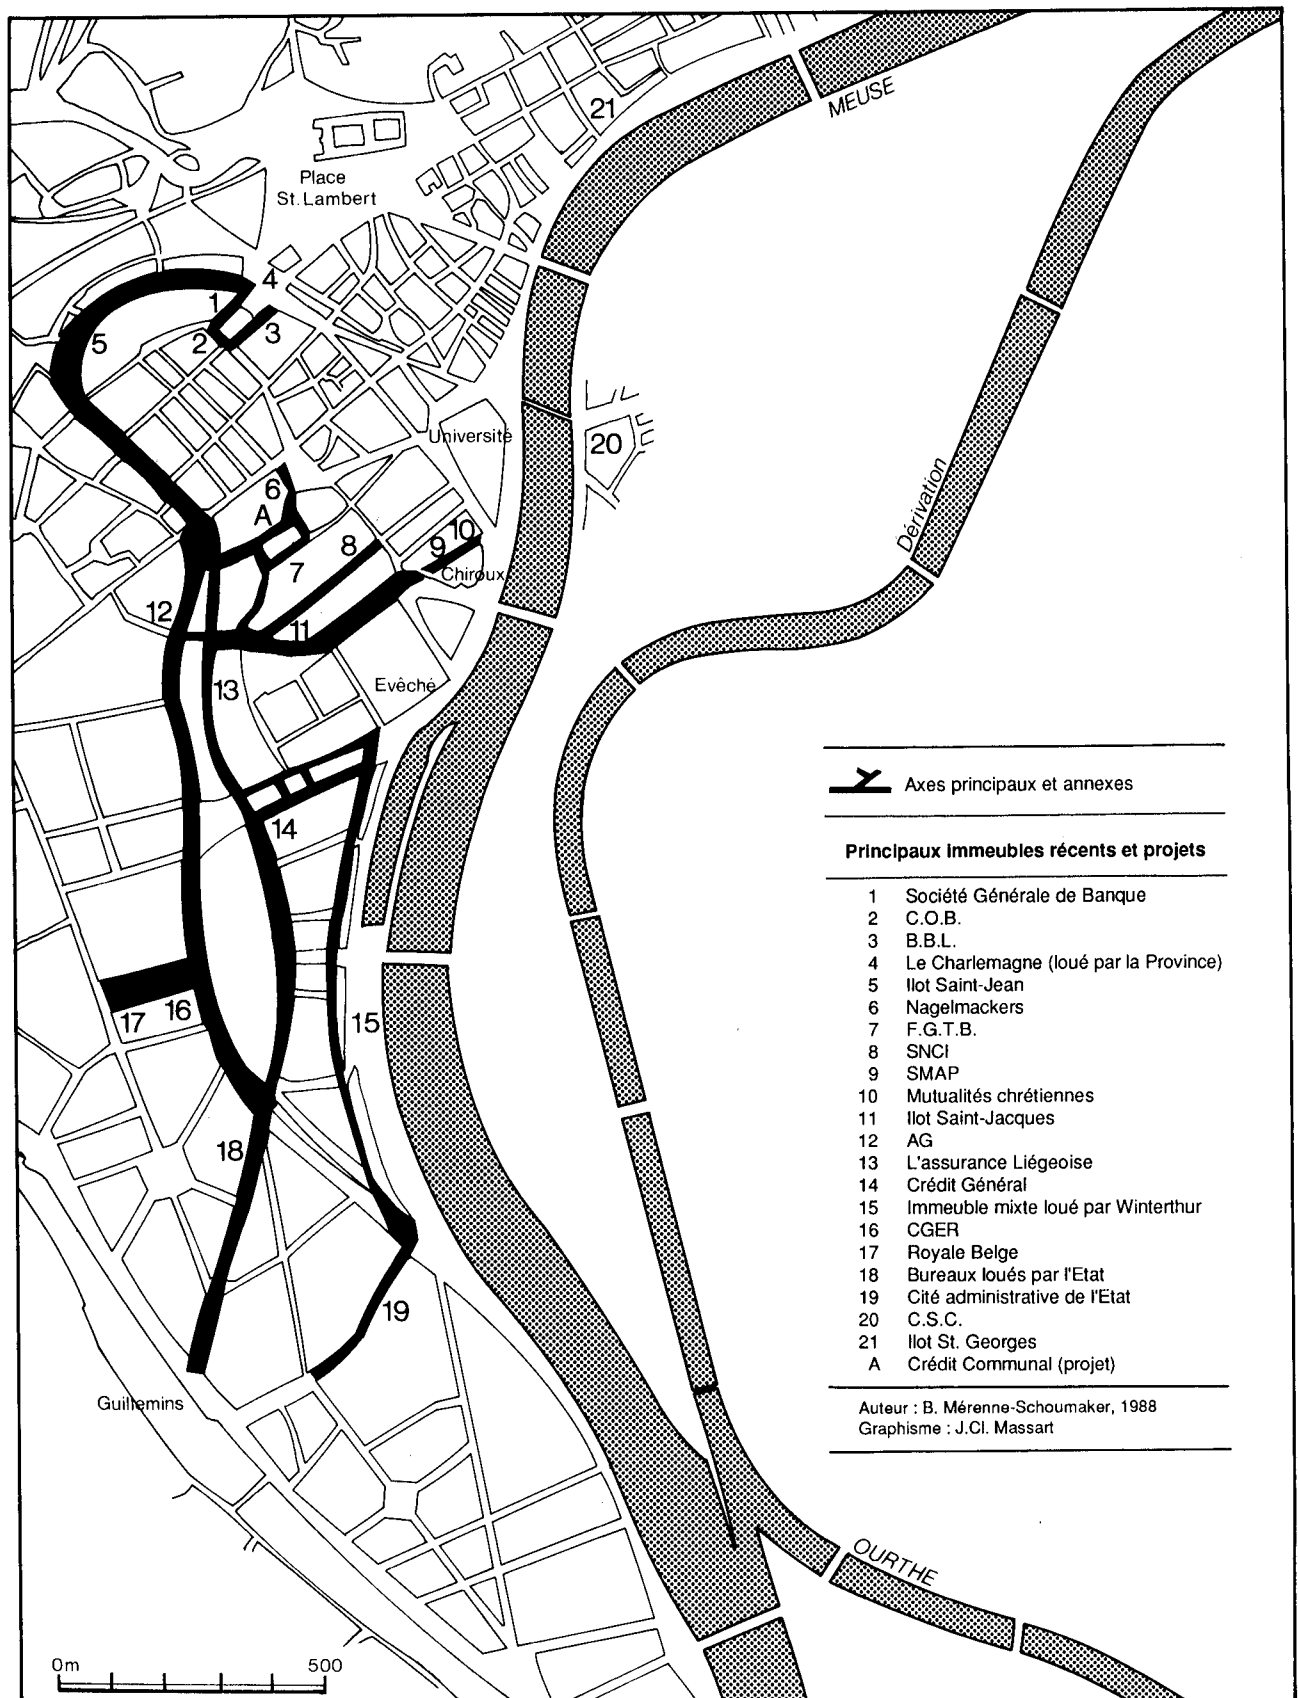 21
MEUSE
Place
St. Lambert
4
1
5
2
3
Université
20
6
A
Dérivation
8
10
9
7
Chiroux
12
11
13
Evêché
Axes principaux et annexes
14
Principaux immeubles récents et projets
1 Société Générale de Banque
2 C.O.B.
3 B.B.L.
4 Le Charlemagne (loué par la Province)
5 Ilot Saint-Jean
6 Nagelmackers
7 F.G.T.B.
8 SNCI
9 SMAP
10 Mutualités chrétiennes
11 Ilot Saint-Jacques
12 AG
13 L'assurance Liégeoise
14 Crédit Général
15 Immeuble mixte loué par Winterthur
16 CGER
17 Royale Belge
18 Bureaux loués par l'Etat
19 Cité administrative de l'Etat
20 C.S.C.
21 Ilot St. Georges
A Crédit Communal (projet)
Auteur : B. Mérenne-Schoumaker, 1988
Graphisme : J.Cl. Massart
17
16
15
18
19
Guillemins
OURTHE
0m
500